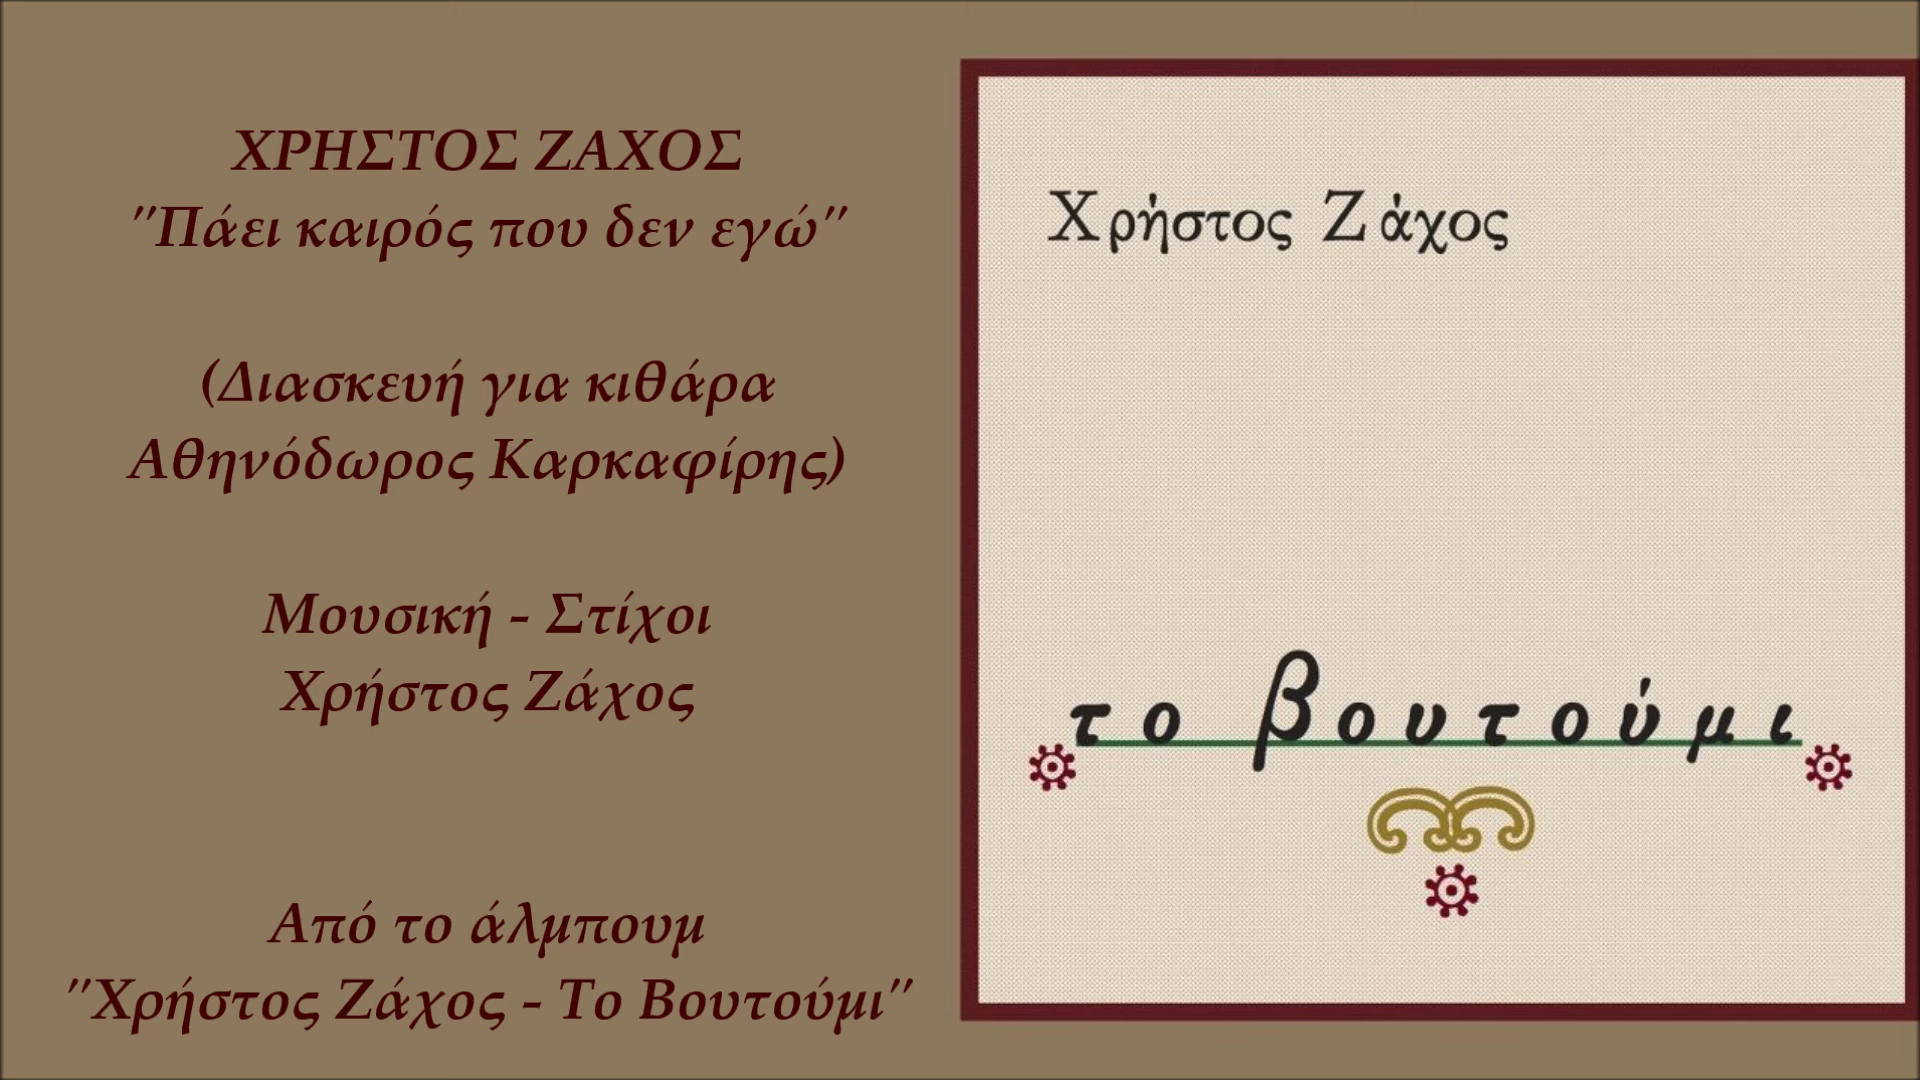 ΧΡΗΣΤΟΣ ΖΑΧΟΣ
"Πάει καιρός που δεν εγώ"
(Διασκευή για κιθάρα
Αθηνόδωρος Καρκαφίρης)
Μουσική - Στίχοι
Χρήστος Ζάχος
Από το άλμπουμ
"Χρήστος Ζάχος - Το Βουτούμι"
Χρήστος Ζάχος
το βουτούμι